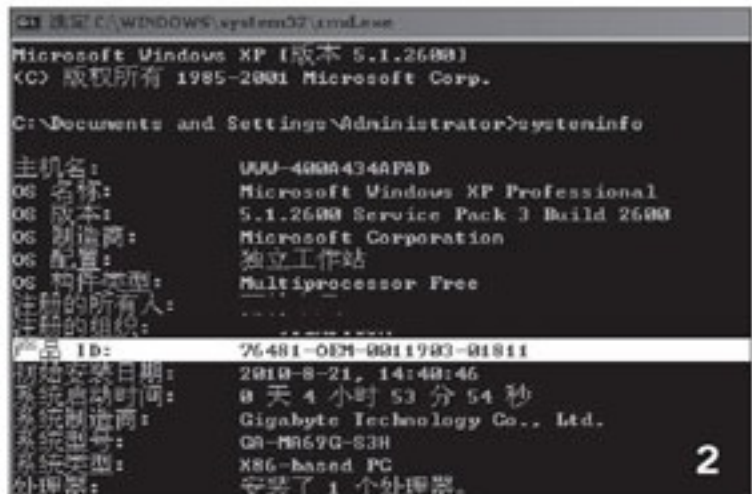 选定 C:\WINDOWS\system32\cmd.exe
Microsoft Windows XP [版本 5.1.2600]
(C) 版权所有 1985-2001 Microsoft Corp.
C:\Documents and Settings\Administrator>systeminfo
主机名: WWW-400A434APAD
OS 名称: Microsoft Windows XP Professional
OS 版本: 5.1.2600 Service Pack 3 Build 2600
OS 制造商: Microsoft Corporation
OS 配置: 独立工作站
OS 构件类型: Multiprocessor Free
注册的所有人:
注册的组织:
产品 ID: 76481-OEM-0011903-01811
初始安装日期: 2010-8-21, 14:40:46
系统启动时间: 0 天 4 小时 53 分 54 秒
系统制造商: Gigabyte Technology Co., Ltd.
系统型号: GA-MA69G-S3H
系统类型: X86-based PC
处理器: 安装了 1 个处理器。
2